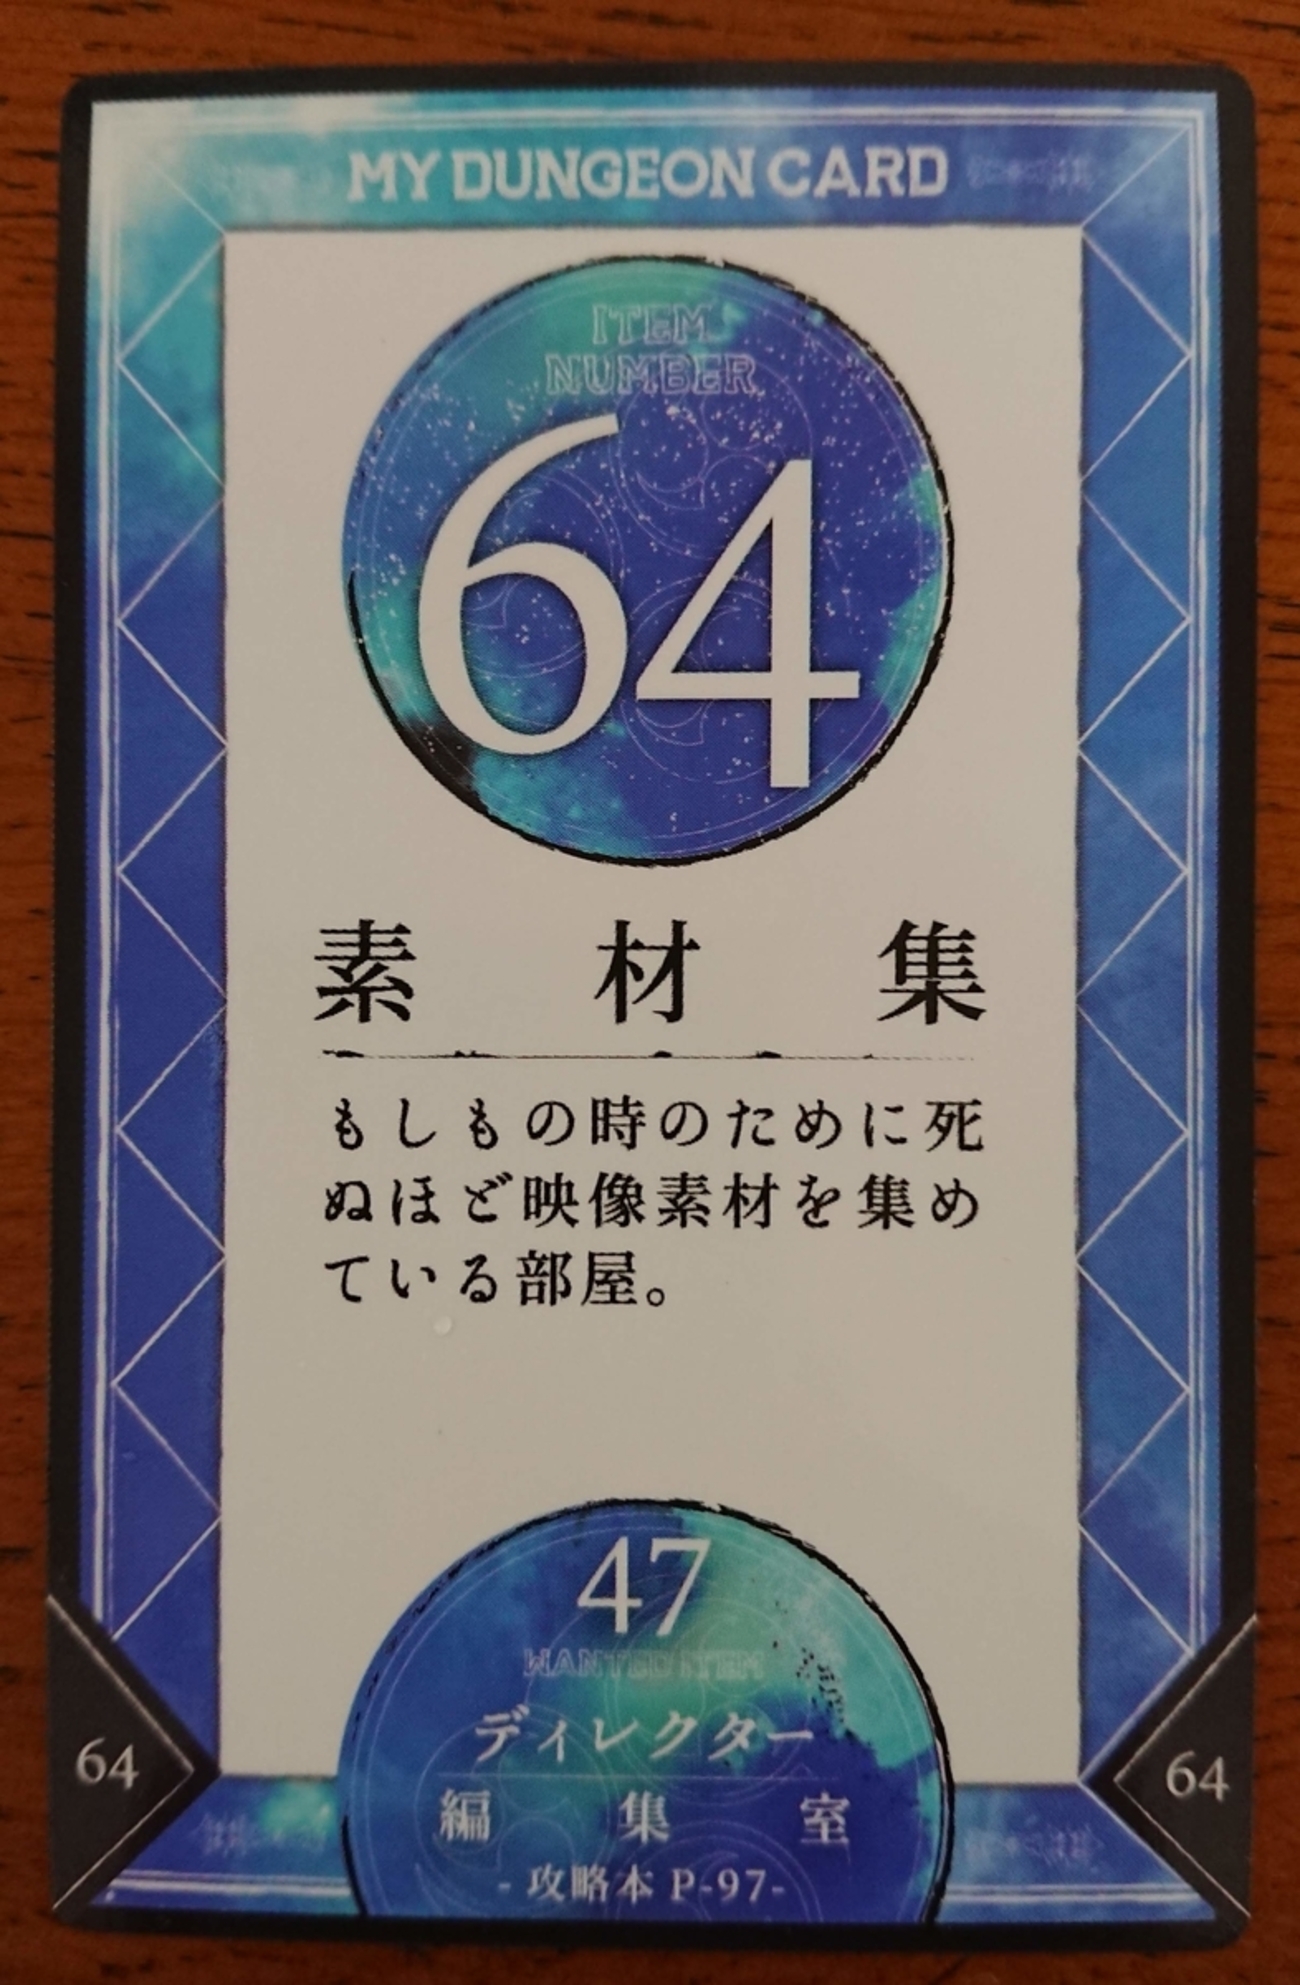 MY DUNGEON CARD
ITEM
NUMBER
64
素材集
もしもの時のために死
ぬほど映像素材を集め
ている部屋。
47
WANTED ITEM
ディレクター
編集室
- 攻略本 P-97-
64
64